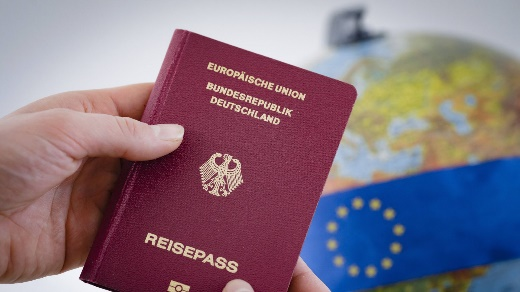 EUROPÄISCHE UNION
BUNDESREPUBLIK
DEUTSCHLAND
REISEPASS